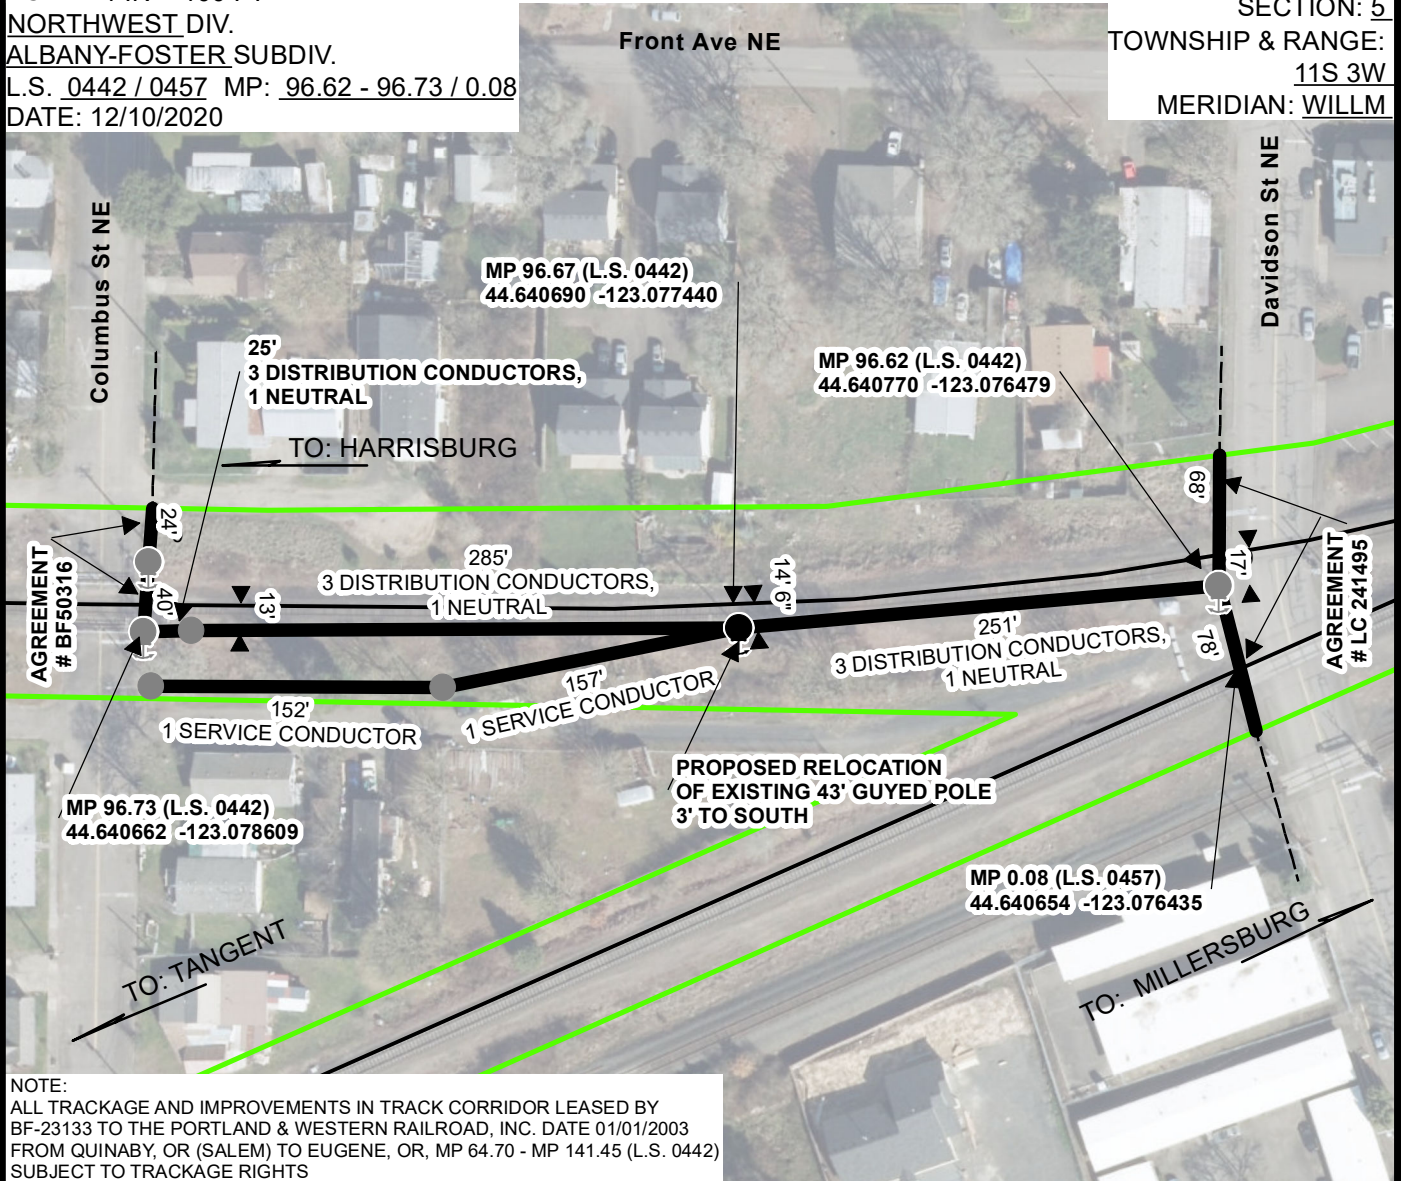 NORTHWEST DIV.
ALBANY-FOSTER SUBDIV.
L.S. 0442 / 0457 MP: 96.62 - 96.73 / 0.08
DATE: 12/10/2020
SECTION: 5
TOWNSHIP & RANGE:
11S 3W
MERIDIAN: WILLM
Front Ave NE
Columbus St NE
Davidson St NE
MP 96.67 (L.S. 0442)
44.640690 -123.077440
25'
3 DISTRIBUTION CONDUCTORS,
1 NEUTRAL
MP 96.62 (L.S. 0442)
44.640770 -123.076479
TO: HARRISBURG
24'
68'
AGREEMENT
# BF50316
40'
13'
285'
3 DISTRIBUTION CONDUCTORS,
1 NEUTRAL
14' 6"
17'
AGREEMENT
# LC 241495
251'
3 DISTRIBUTION CONDUCTORS,
1 NEUTRAL
78'
152'
1 SERVICE CONDUCTOR
157'
1 SERVICE CONDUCTOR
PROPOSED RELOCATION
OF EXISTING 43' GUYED POLE
3' TO SOUTH
MP 96.73 (L.S. 0442)
44.640662 -123.078609
MP 0.08 (L.S. 0457)
44.640654 -123.076435
TO: TANGENT
TO: MILLERSBURG
NOTE:
ALL TRACKAGE AND IMPROVEMENTS IN TRACK CORRIDOR LEASED BY
BF-23133 TO THE PORTLAND & WESTERN RAILROAD, INC. DATE 01/01/2003
FROM QUINABY, OR (SALEM) TO EUGENE, OR, MP 64.70 - MP 141.45 (L.S. 0442)
SUBJECT TO TRACKAGE RIGHTS